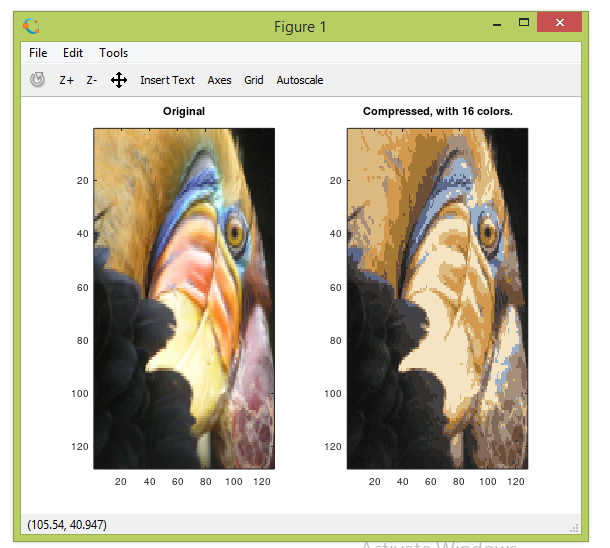 Figure 1
File Edit Tools
Z+ Z- Insert Text Axes Grid Autoscale
Original
Compressed, with 16 colors.
20 20
40 40
60 60
80 80
100 100
120 120
20 40 60 80 100 120 20 40 60 80 100 120
(105.54, 40.947)
Activate Windows